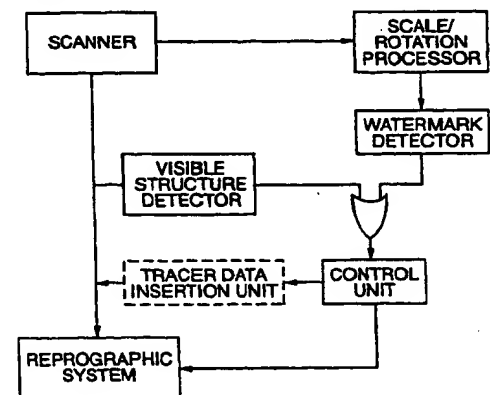 SCANNER
SCALE/
ROTATION
PROCESSOR
WATERMARK
DETECTOR
VISIBLE
STRUCTURE
DETECTOR
TRACER DATA
INSERTION UNIT
CONTROL
UNIT
REPROGRAPHIC
SYSTEM